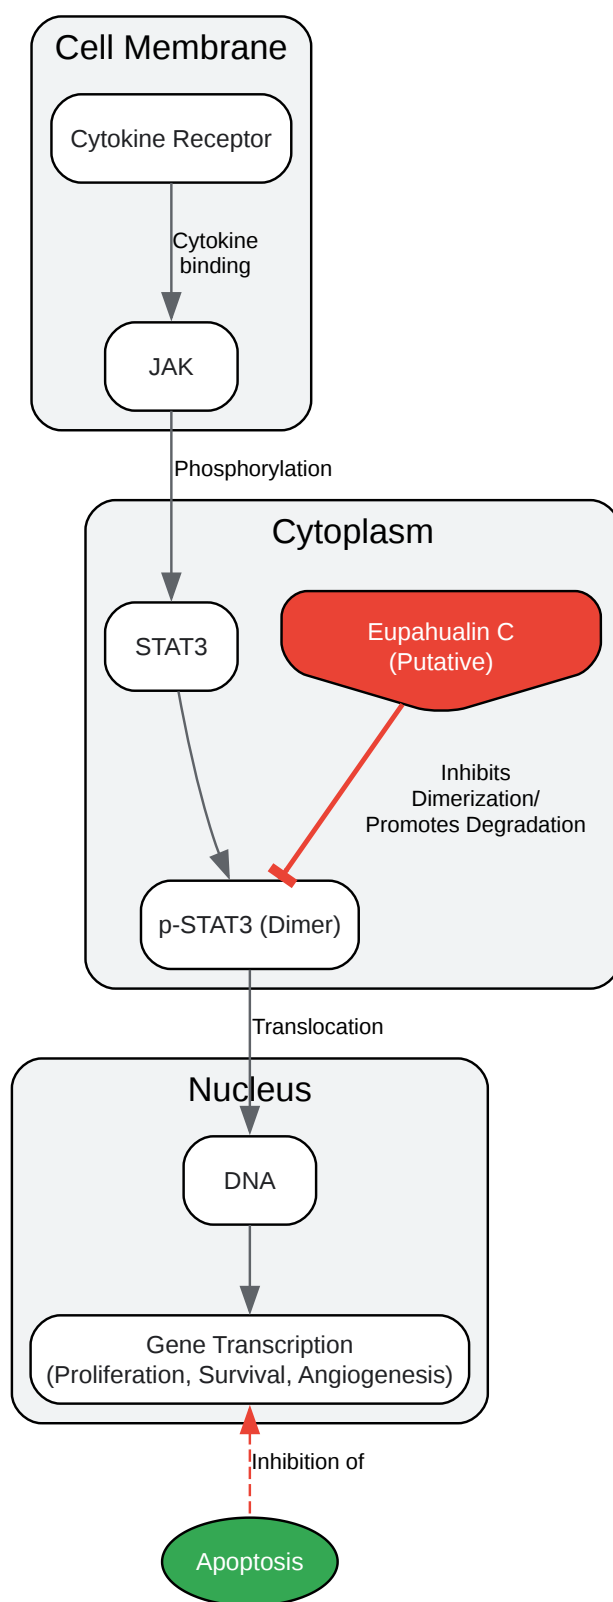 Cell Membrane
Cytokine Receptor
Cytokine
binding
JAK
Phosphorylation
Cytoplasm
STAT3
Eupahualin C
(Putative)
Inhibits
Dimerization/
Promotes Degradation
p-STAT3 (Dimer)
Translocation
Nucleus
DNA
Gene Transcription
(Proliferation, Survival, Angiogenesis)
Inhibition of
Apoptosis